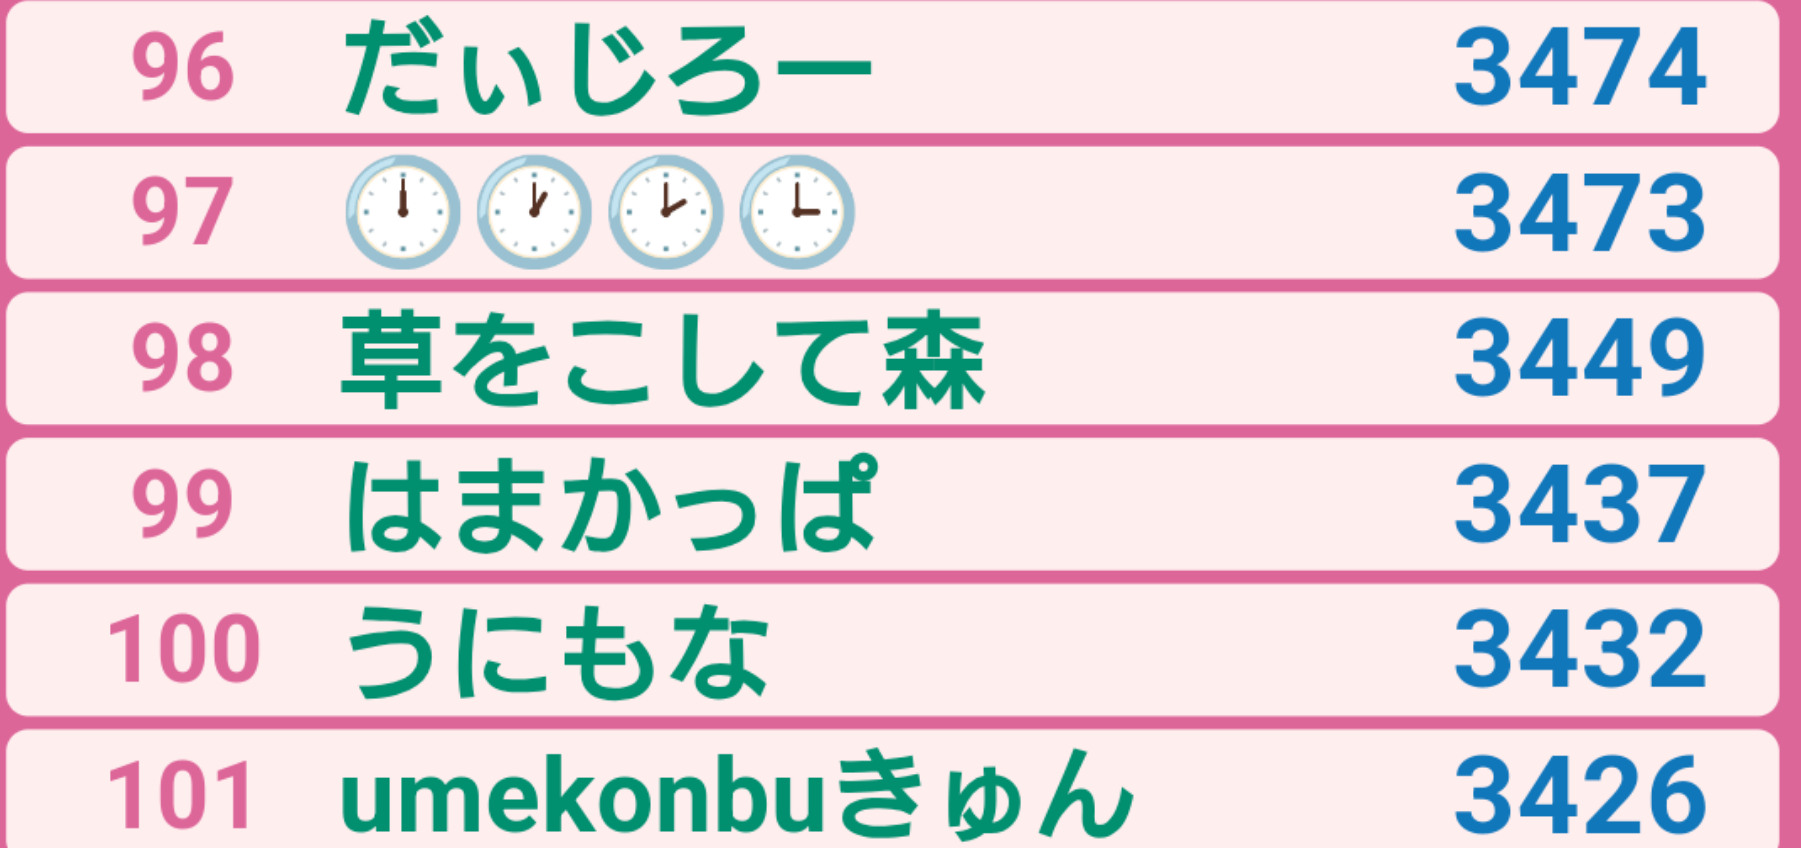 96 だぃじろー 3474
97 🕛🕐🕑🕒 3473
98 草をこして森 3449
99 はまかっぱ 3437
100 うにもな 3432
101 umekonbuきゅん 3426